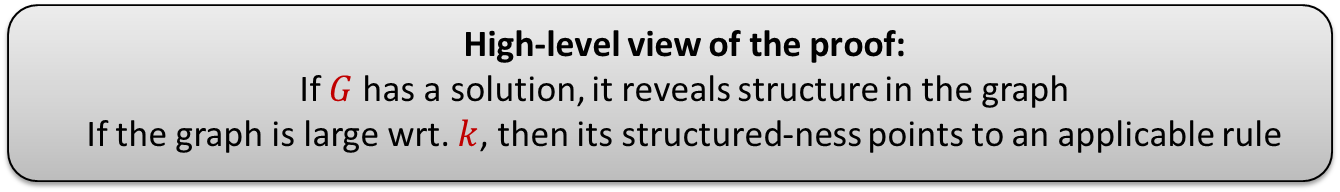 High-level view of the proof:
If G has a solution, it reveals structure in the graph
If the graph is large wrt. k, then its structured-ness points to an applicable rule